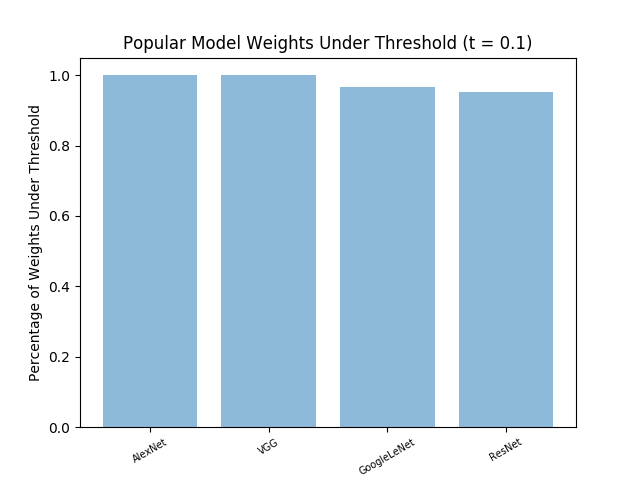 Popular Model Weights Under Threshold (t = 0.1)
Percentage of Weights Under Threshold
1.0
0.8
0.6
0.4
0.2
0.0
AlexNet
VGG
GoogleLeNet
ResNet